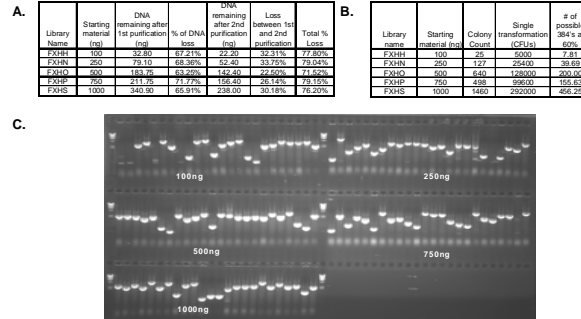 A.
Library Name | Starting material (ng) | DNA remaining after 1st purification (ng) | % of DNA loss | DNA remaining after 2nd purification (ng) | Loss between 1st and 2nd purification | Total % Loss
FXHH | 100 | 32.80 | 67.21% | 22.20 | 32.31% | 77.80%
FXHN | 250 | 79.10 | 68.36% | 52.40 | 33.75% | 79.04%
FXHO | 500 | 183.75 | 63.25% | 142.40 | 22.50% | 71.52%
FXHP | 750 | 211.75 | 71.77% | 156.40 | 26.14% | 79.15%
FXHS | 1000 | 340.90 | 65.91% | 238.00 | 30.18% | 76.20%
B.
Library name | Starting material (ng) | Colony Count | Single transformation (CFUs) | # of possible 384's a 60%
FXHH | 100 | 25 | 5000 | 7.81
FXHN | 250 | 127 | 25400 | 39.69
FXHO | 500 | 640 | 128000 | 200.00
FXHP | 750 | 498 | 99600 | 155.63
FXHS | 1000 | 1460 | 292000 | 456.25
C.
100ng
250ng
500ng
750ng
1000ng